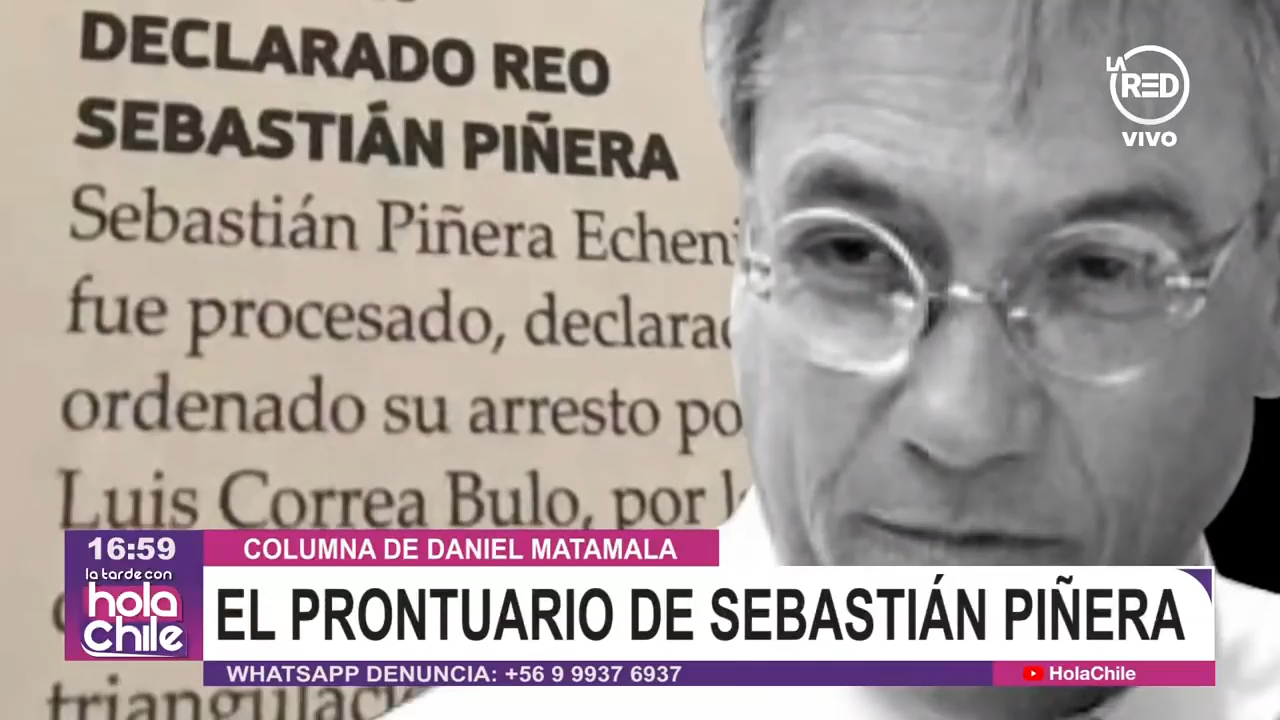 DECLARADO REO
SEBASTIÁN PIÑERA
Sebastián Piñera Echeni
fue procesado, declarad
ordenado su arresto po
Luis Correa Bulo, por l
triangulaci
LA
RED
VIVO
16:59
COLUMNA DE DANIEL MATAMALA
la tarde con
hola
chile
EL PRONTUARIO DE SEBASTIÁN PIÑERA
WHATSAPP DENUNCIA: +56 9 9937 6937
HolaChile